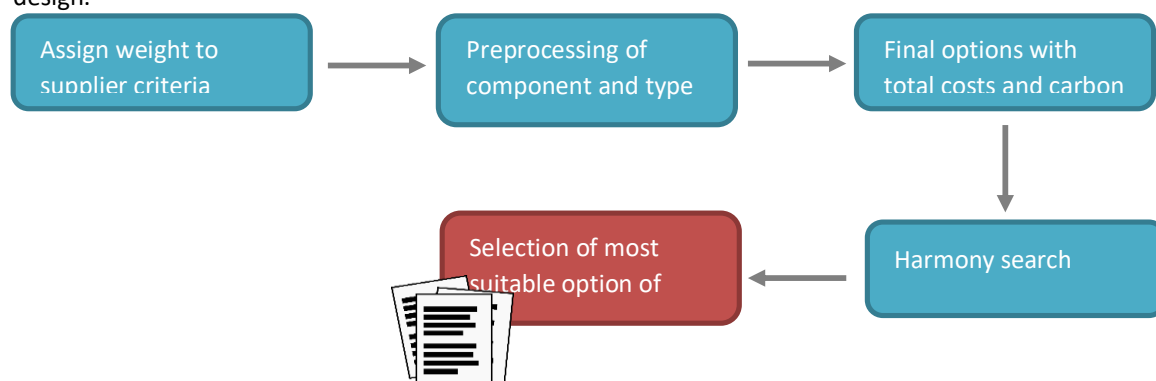 design.
Assign weight to
supplier criteria
Preprocessing of
component and type
Final options with
total costs and carbon
Harmony search
Selection of most
suitable option of